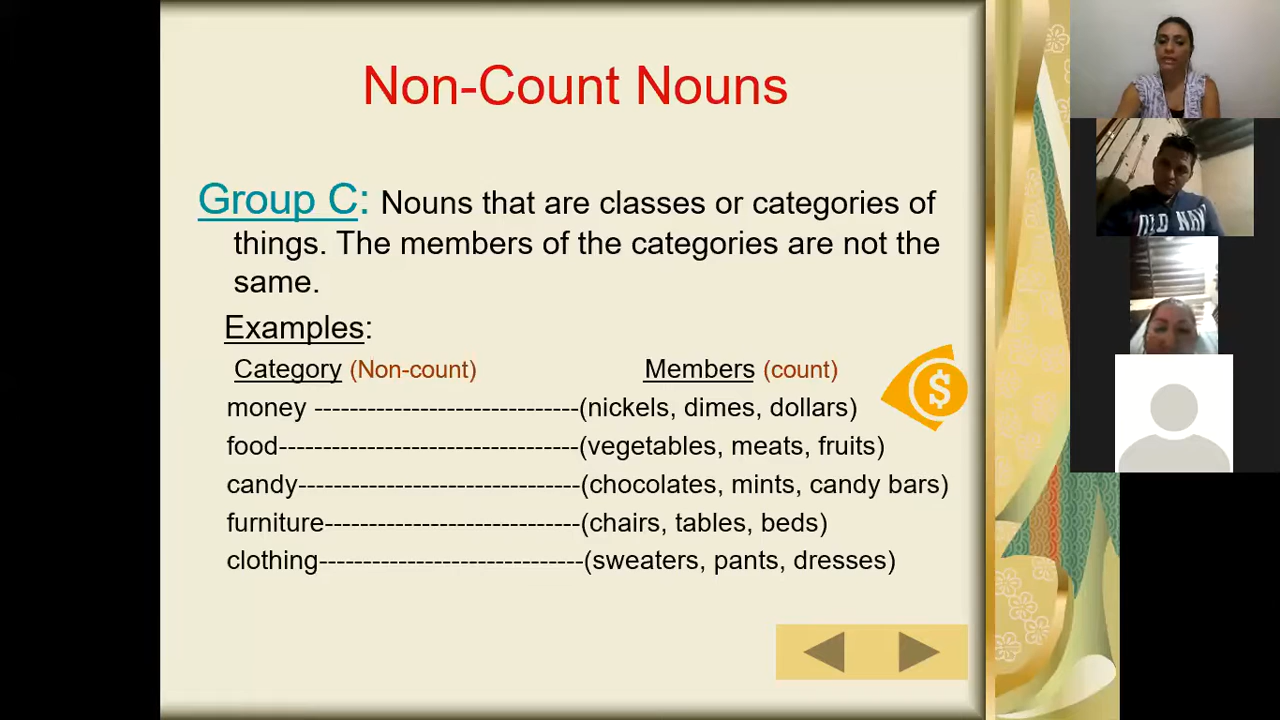 Non-Count Nouns
Group C: Nouns that are classes or categories of
things. The members of the categories are not the
same.
Examples:
Category (Non-count) Members (count)
money ------------------------------(nickels, dimes, dollars)
food----------------------------------(vegetables, meats, fruits)
candy--------------------------------(chocolates, mints, candy bars)
furniture-----------------------------(chairs, tables, beds)
clothing------------------------------(sweaters, pants, dresses)
$
OLD NAV